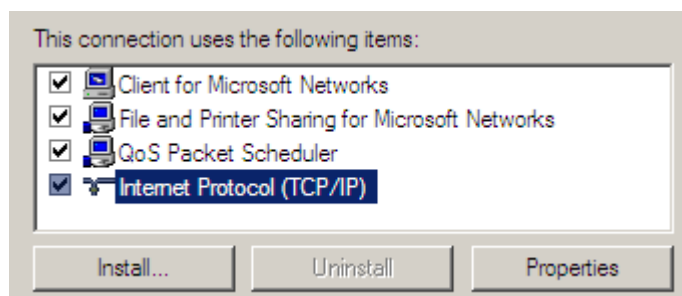 This connection uses the following items:
Client for Microsoft Networks
File and Printer Sharing for Microsoft Networks
QoS Packet Scheduler
Internet Protocol (TCP/IP)
Install... Uninstall Properties